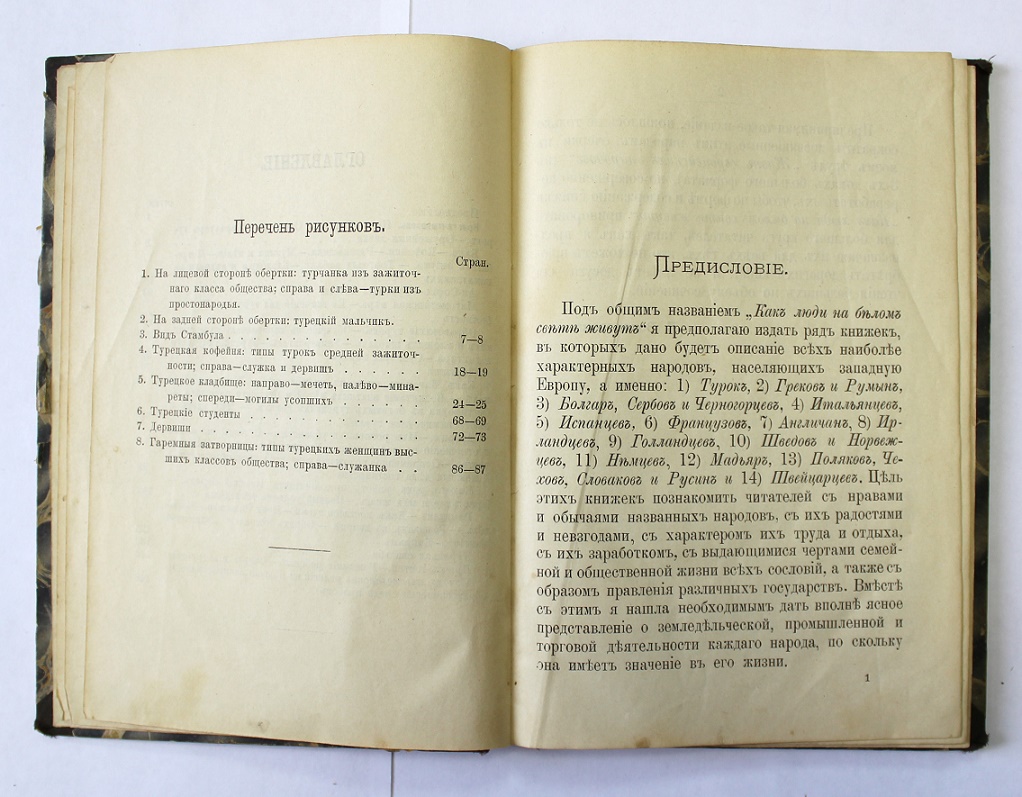 Перечень рисунковъ.
Стран.
1. На лицевой сторонѣ обертки: турчанка изъ зажиточ-
наго класса общества; справа и слѣва—турки изъ
простонародья.
2. На задней сторонѣ обертки: турецкій мальчикъ.
3. Видъ Стамбула . . . . . . . . . . . . . . . 7—8
4. Турецкая кофейня: типы турокъ средней зажиточ-
ности; справа—служка и дервишъ . . . . . . 18—19
5. Турецкое кладбище: направо—мечеть, налѣво—мина-
реты; спереди—могилы усопшихъ . . . . . . 24—25
6. Турецкіе студенты . . . . . . . . . . . . . 68—69
7. Дервиши . . . . . . . . . . . . . . . . 72—73
8. Гаремныя затворницы: типы турецкихъ женщинъ выс-
шихъ классовъ общества; справа—служанка . . 86—87
ОГЛАВЛЕНІЕ.
Предисловіе.
Подъ общимъ названіемъ „Какъ люди на бѣломъ
свѣтѣ живутъ“ я предполагаю издать рядъ книжекъ,
въ которыхъ дано будетъ описаніе всѣхъ наиболѣе
характерныхъ народовъ, населяющихъ западную
Европу, а именно: 1) Турокъ, 2) Грековъ и Румынъ,
3) Болгаръ, Сербовъ и Черногорцевъ, 4) Итальянцевъ,
5) Испанцевъ, 6) Французовъ, 7) Англичанъ, 8) Ир-
ландцевъ, 9) Голландцевъ, 10) Шведовъ и Норвеж-
цевъ, 11) Нѣмцевъ, 12) Мадьяръ, 13) Поляковъ, Че-
ховъ, Словаковъ и Русинъ и 14) Швейцарцевъ. Цѣль
этихъ книжекъ познакомить читателей съ нравами
и обычаями названныхъ народовъ, съ ихъ радостями
и невзгодами, съ характеромъ ихъ труда и отдыха,
съ ихъ заработкомъ, съ выдающимися чертами семей-
ной и общественной жизни всѣхъ сословій, а также съ
образомъ правленія различныхъ государствъ. Вмѣстѣ
съ этимъ я нашла необходимымъ дать вполнѣ ясное
представленіе о земледѣльческой, промышленной и
торговой дѣятельности каждаго народа, по скольку
она имѣетъ значеніе въ его жизни.
1